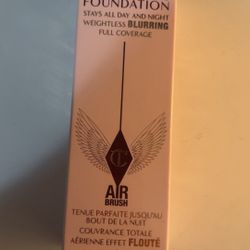 FOUNDATION
STAYS ALL DAY AND NIGHT
WEIGHTLESS BLURRING
FULL COVERAGE
CT
AIR
BRUSH
TENUE PARFAITE JUSQU'AU
BOUT DE LA NUIT
COUVRANCE TOTALE
AÉRIENNE EFFET FLOUTÉ